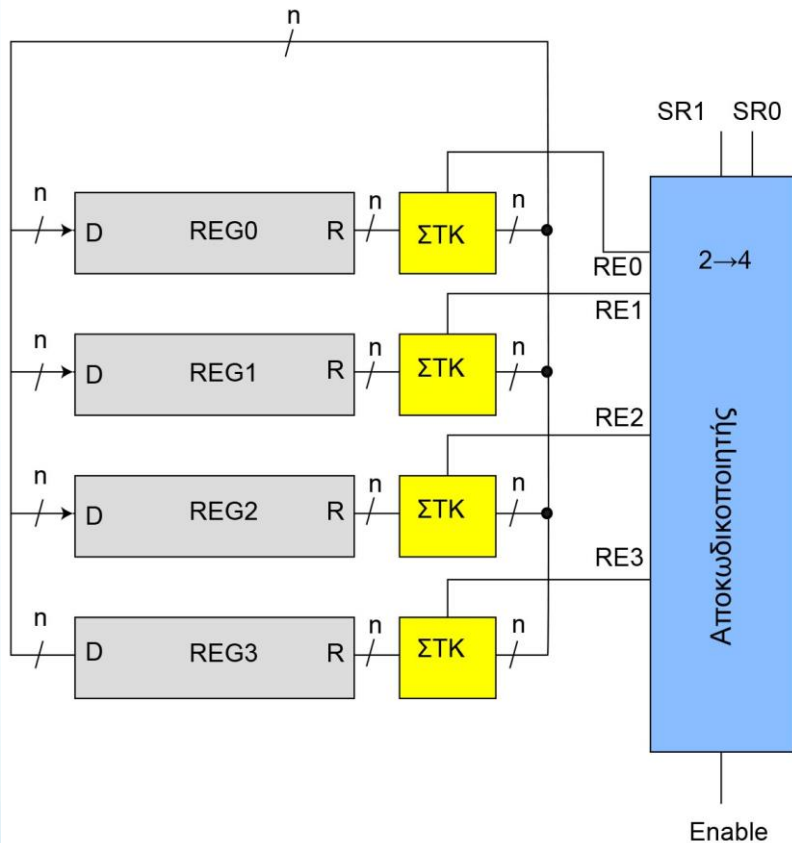 n
SR1 SR0
n
D REG0 R
n
ΣΤΚ
n
RE0
2→4
RE1
n
D REG1 R
n
ΣΤΚ
n
RE2
n
D REG2 R
n
ΣΤΚ
n
RE3
n
D REG3 R
n
ΣΤΚ
n
Αποκωδικοποιητής
Enable